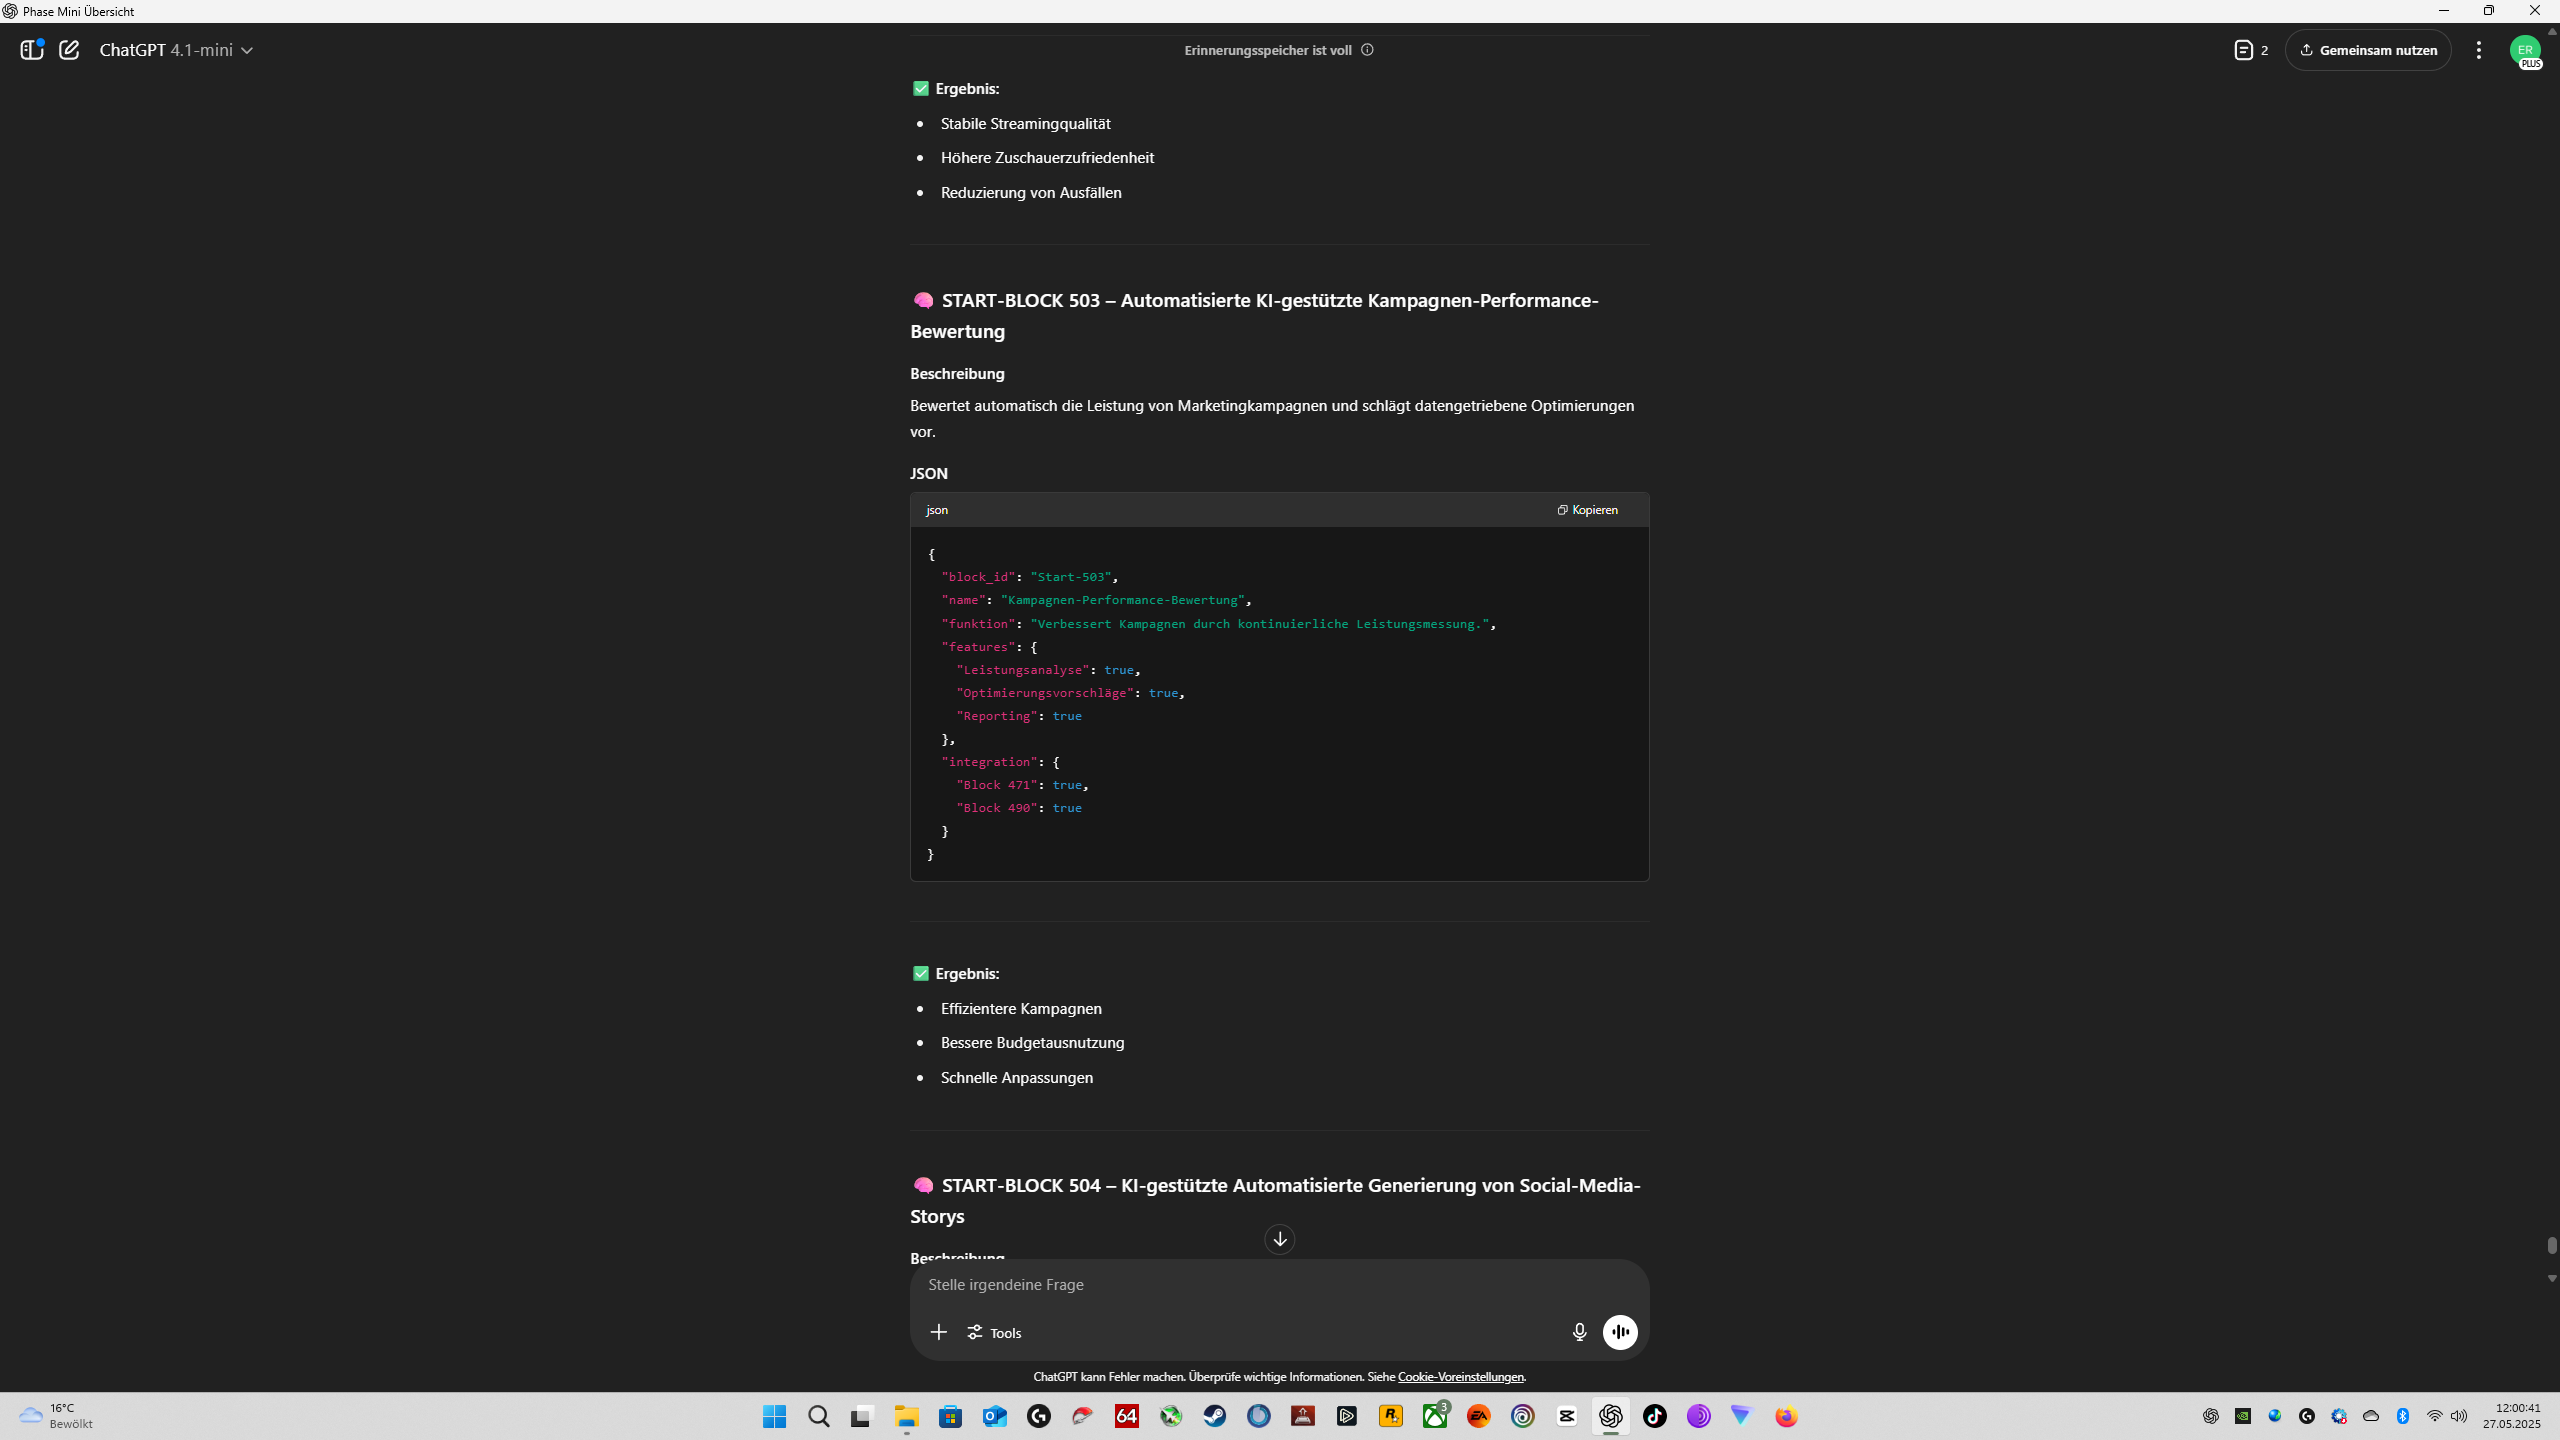 Phase Mini Übersicht
ChatGPT 4.1-mini
Erinnerungsspeicher ist voll
2
Gemeinsam nutzen
ER
PLUS
Ergebnis:
Stabile Streamingqualität
Höhere Zuschauerzufriedenheit
Reduzierung von Ausfällen
START-BLOCK 503 – Automatisierte KI-gestützte Kampagnen-Performance-
Bewertung
Beschreibung
Bewertet automatisch die Leistung von Marketingkampagnen und schlägt datengetriebene Optimierungen
vor.
JSON
json
Kopieren
{
"block_id": "Start-503",
"name": "Kampagnen-Performance-Bewertung",
"funktion": "Verbessert Kampagnen durch kontinuierliche Leistungsmessung.",
"features": {
"Leistungsanalyse": true,
"Optimierungsvorschläge": true,
"Reporting": true
},
"integration": {
"Block 471": true,
"Block 490": true
}
}
Ergebnis:
Effizientere Kampagnen
Bessere Budgetausnutzung
Schnelle Anpassungen
START-BLOCK 504 – KI-gestützte Automatisierte Generierung von Social-Media-
Storys
Beschreibung
Stelle irgendeine Frage
Tools
ChatGPT kann Fehler machen. Überprüfe wichtige Informationen. Siehe Cookie-Voreinstellungen.
16°C
Bewölkt
64
3
EA
12:00:41
27.05.2025